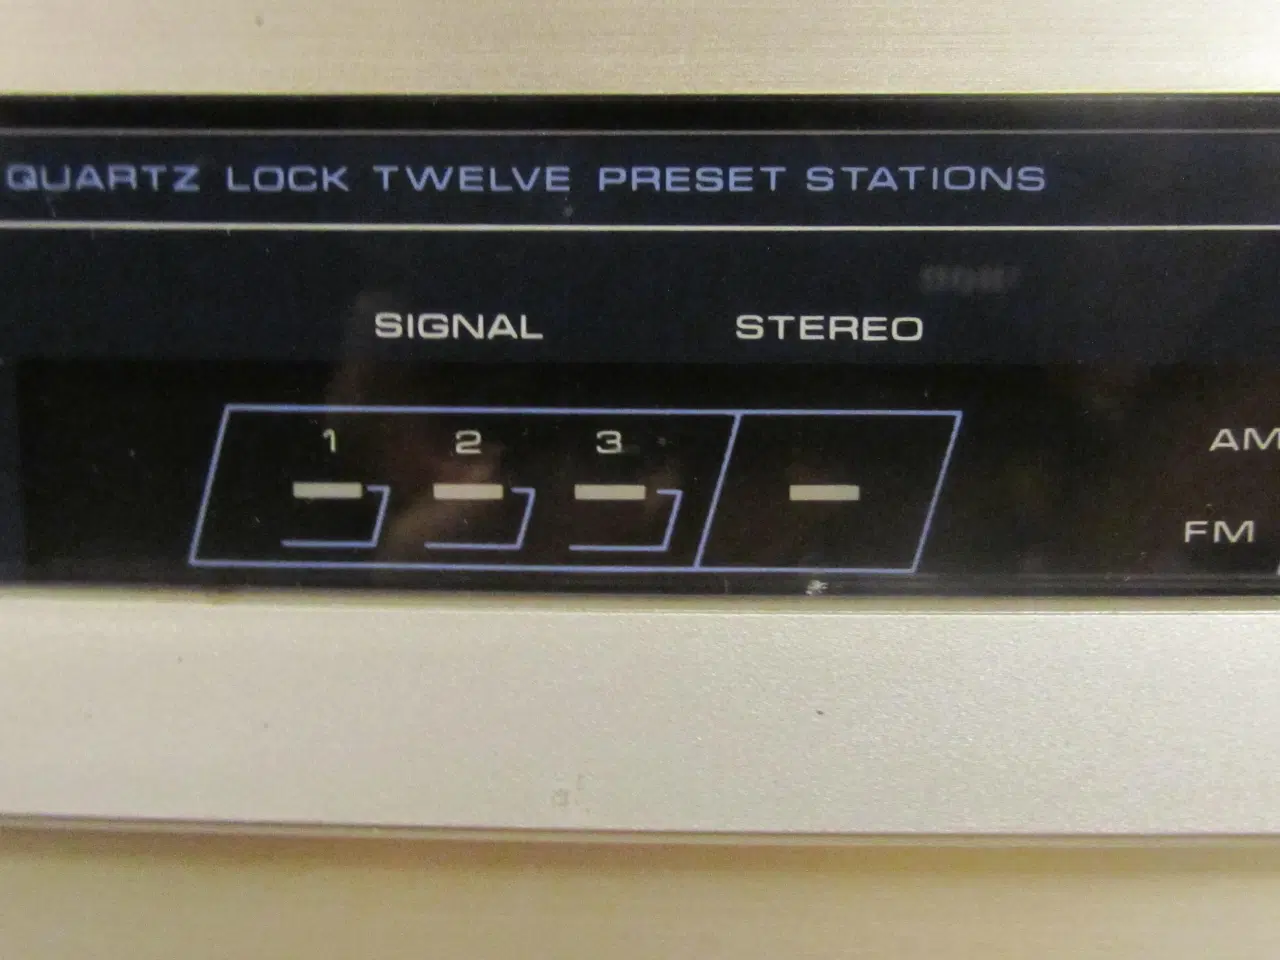 QUARTZ LOCK TWELVE PRESET STATIONS
SIGNAL STEREO
1 2 3
AM
FM